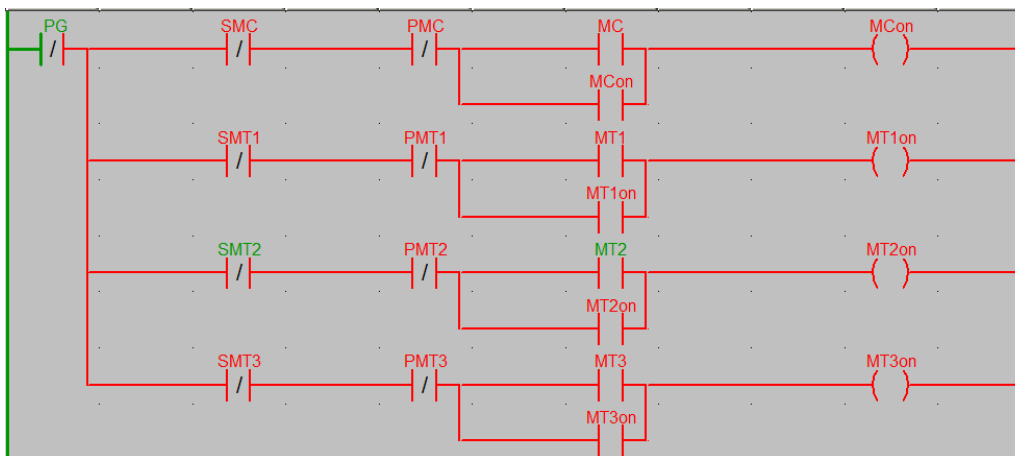 PG SMC PMC MC MCon
MCon
SMT1 PMT1 MT1 MT1on
MT1on
SMT2 PMT2 MT2 MT2on
MT2on
SMT3 PMT3 MT3 MT3on
MT3on